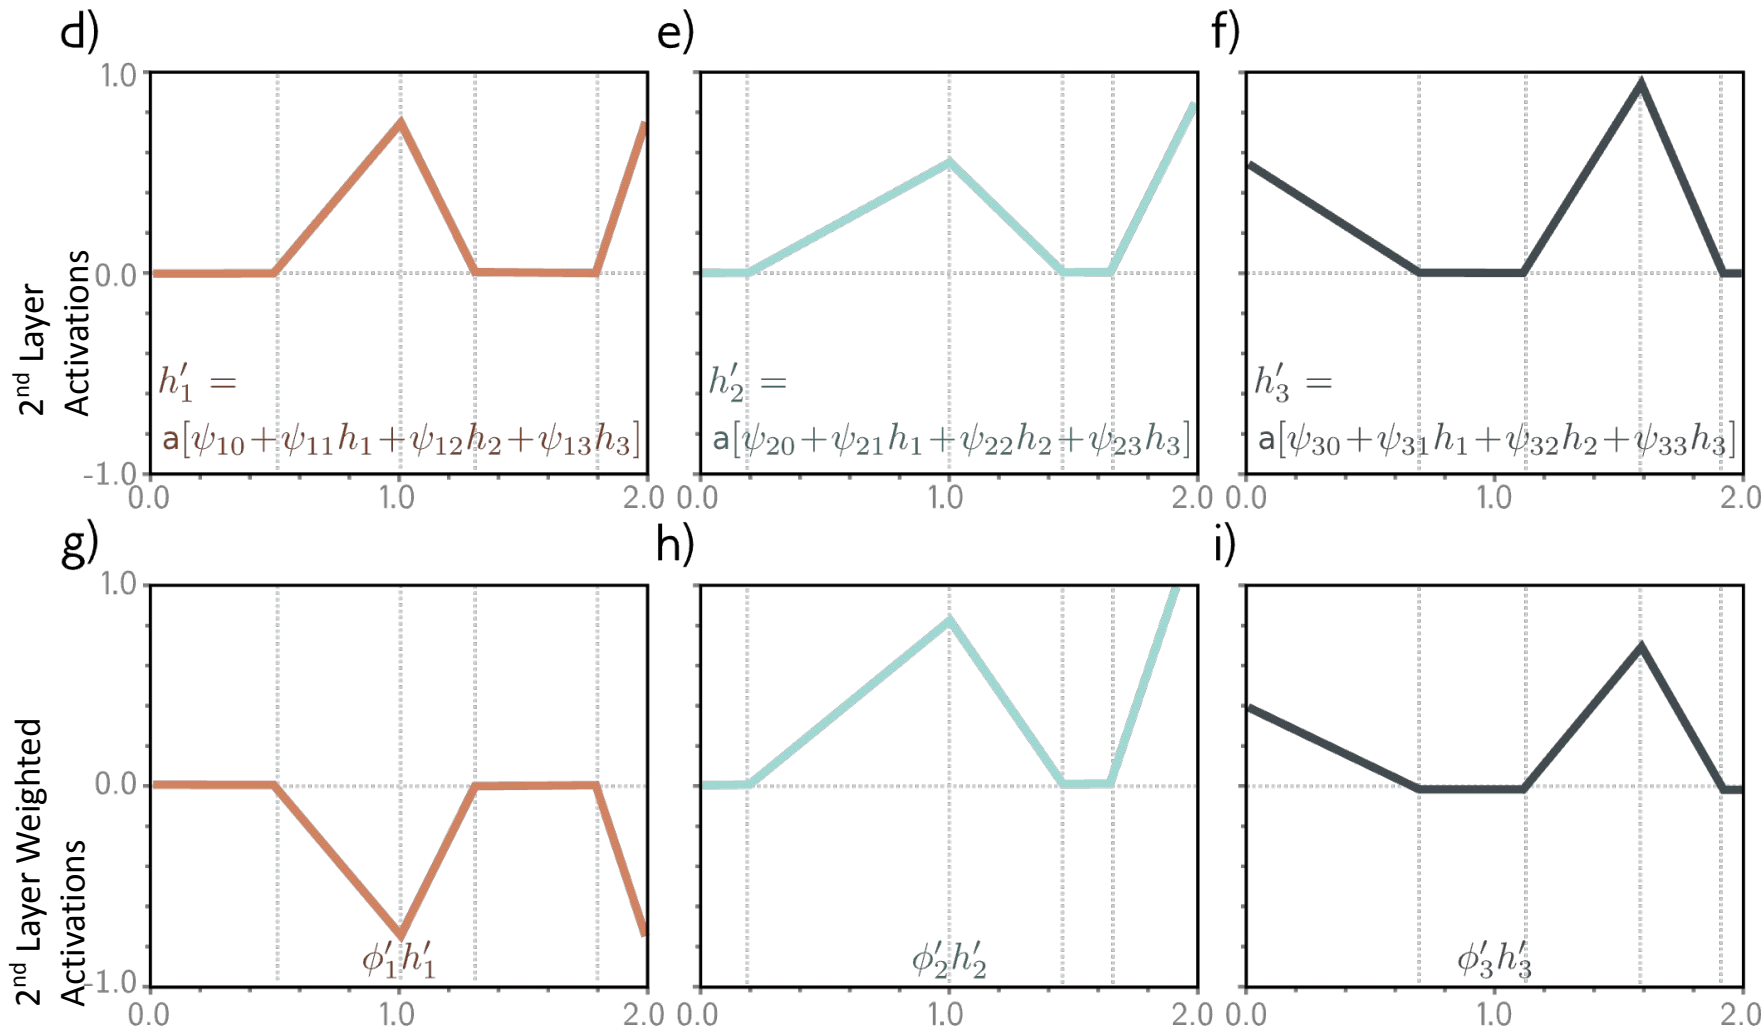 d)
e)
f)
2nd Layer
Activations
1.0
0.0
-1.0
h′₁ =
a[ψ₁₀+ψ₁₁h₁+ψ₁₂h₂+ψ₁₃h₃]
h′₂ =
a[ψ₂₀+ψ₂₁h₁+ψ₂₂h₂+ψ₂₃h₃]
h′₃ =
a[ψ₃₀+ψ₃₁h₁+ψ₃₂h₂+ψ₃₃h₃]
0.0 1.0 2.0
0.0 1.0 2.0
0.0 1.0 2.0
g)
h)
i)
2nd Layer Weighted
Activations
1.0
0.0
-1.0
ϕ′₁h′₁
ϕ′₂h′₂
ϕ′₃h′₃
0.0 1.0 2.0
0.0 1.0 2.0
0.0 1.0 2.0